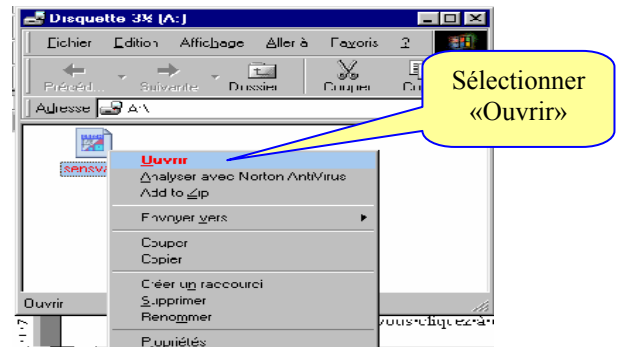 Disquette 3½ (A:)
Fichier Edition Affichage Aller à Favoris ?
Précéd... Suivante Dossier Couper
Adresse A:\
Sélectionner
«Ouvrir»
Ouvrir
Analyser avec Norton AntiVirus
Add to Zip
Envoyer vers
Couper
Copier
Créer un raccourci
Supprimer
Renommer
Propriétés
Ouvrir
vous·cliquez·à·